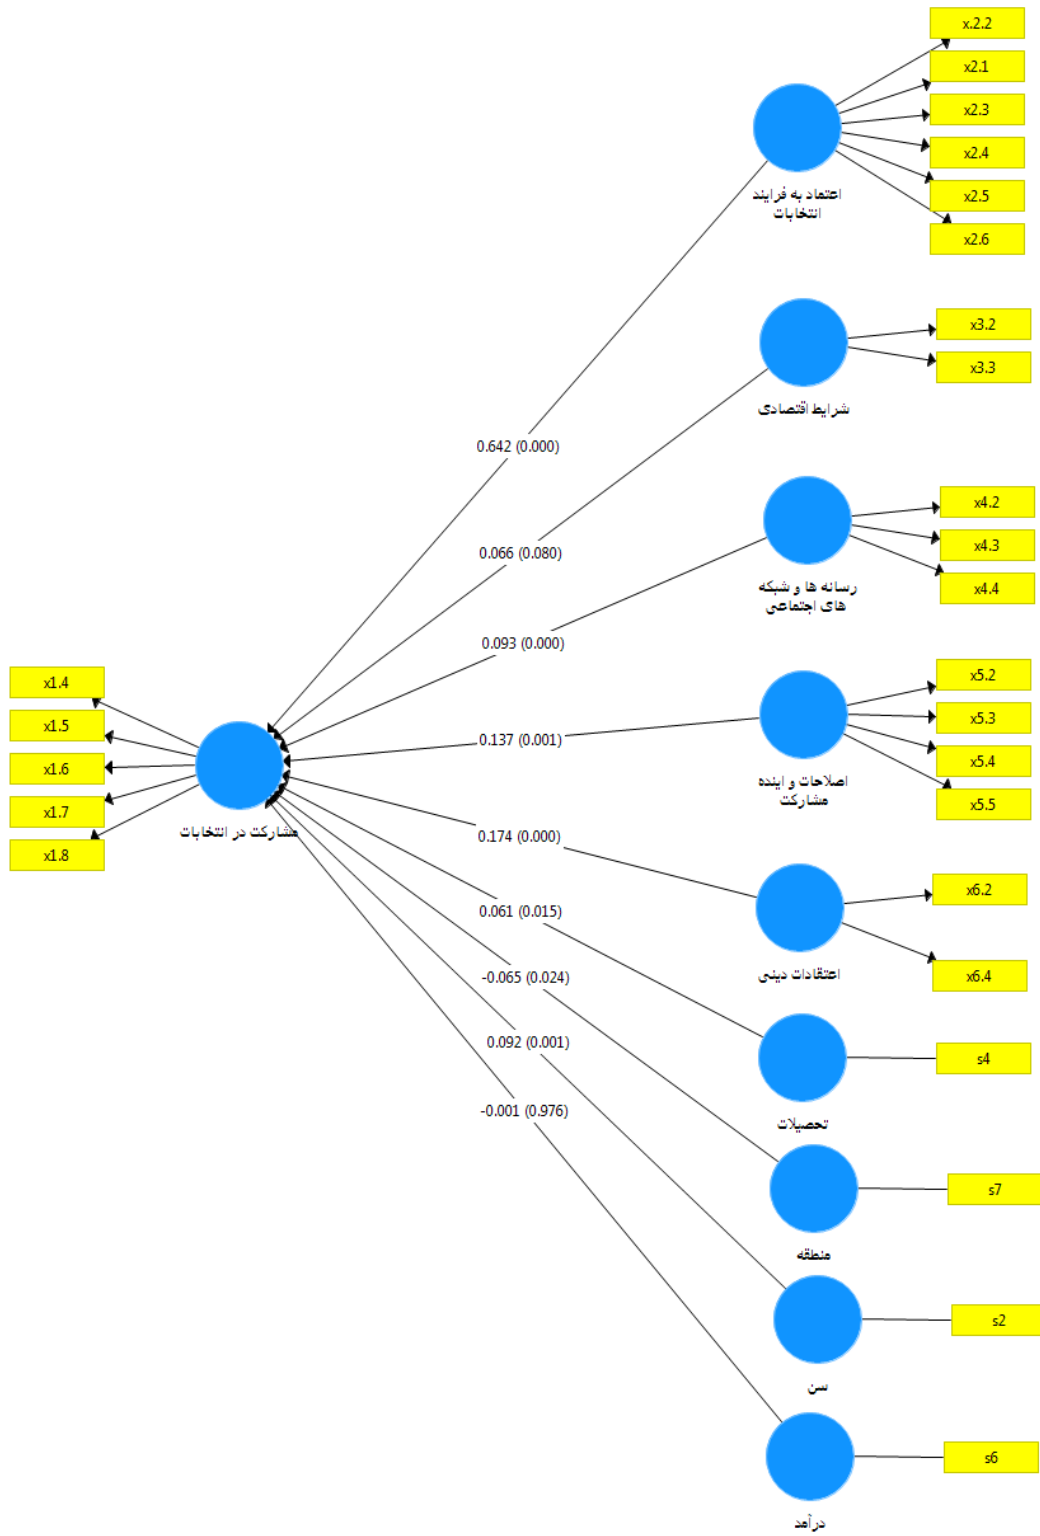 x.2.2
x2.1
x2.3
x2.4
x2.5
x2.6
اعتماد به فرایند
انتخابات
x3.2
x3.3
شرایط اقتصادی
0.642 (0.000)
x4.2
x4.3
x4.4
0.066 (0.080)
رسانه ها و شبکه
های اجتماعی
0.093 (0.000)
x5.2
x5.3
x5.4
x5.5
x1.4
x1.5
x1.6
x1.7
x1.8
0.137 (0.001)
اصلاحات و اینده
مشارکت
مشارکت در انتخابات
0.174 (0.000)
x6.2
x6.4
0.061 (0.015)
اعتقادات دینی
-0.065 (0.024)
0.092 (0.001)
s4
-0.001 (0.976)
تحصیلات
s7
منطقه
s2
سن
s6
درآمد